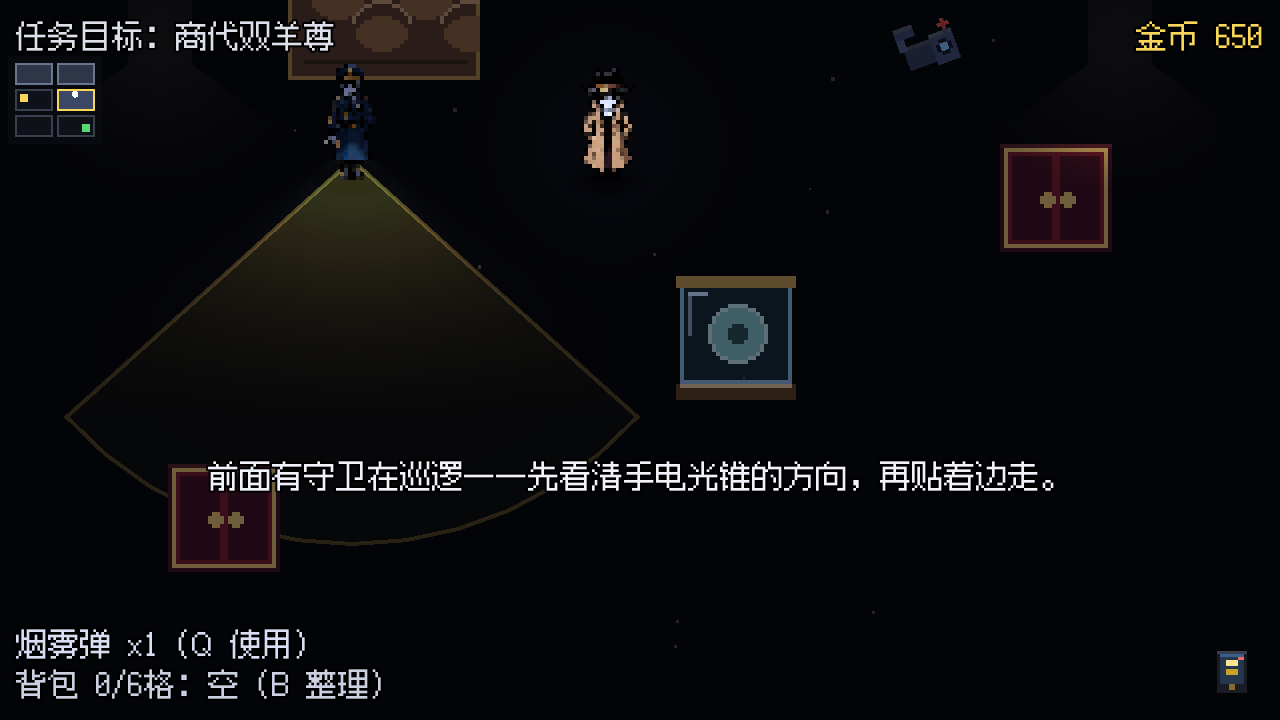 任务目标：商代双羊尊
金币 650
前面有守卫在巡逻——先看清手电光锥的方向，再贴着边走。
烟雾弹 x1（Q 使用）
背包 0/6格：空（B 整理）